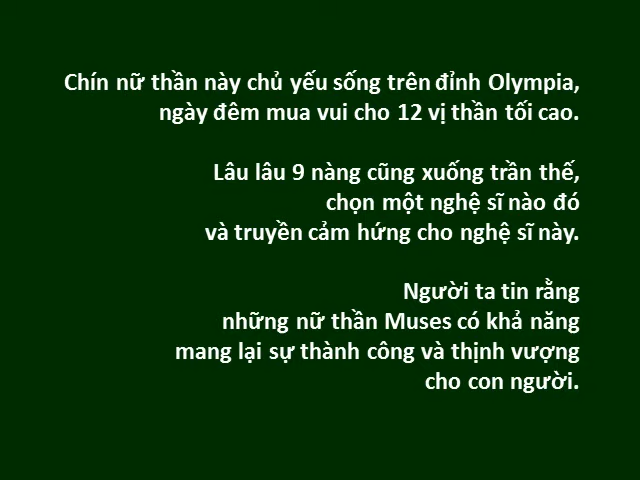 Chín nữ thần này chủ yếu sống trên đỉnh Olympia,
ngày đêm mua vui cho 12 vị thần tối cao.
Lâu lâu 9 nàng cũng xuống trần thế,
chọn một nghệ sĩ nào đó
và truyền cảm hứng cho nghệ sĩ này.
Người ta tin rằng
những nữ thần Muses có khả năng
mang lại sự thành công và thịnh vượng
cho con người.